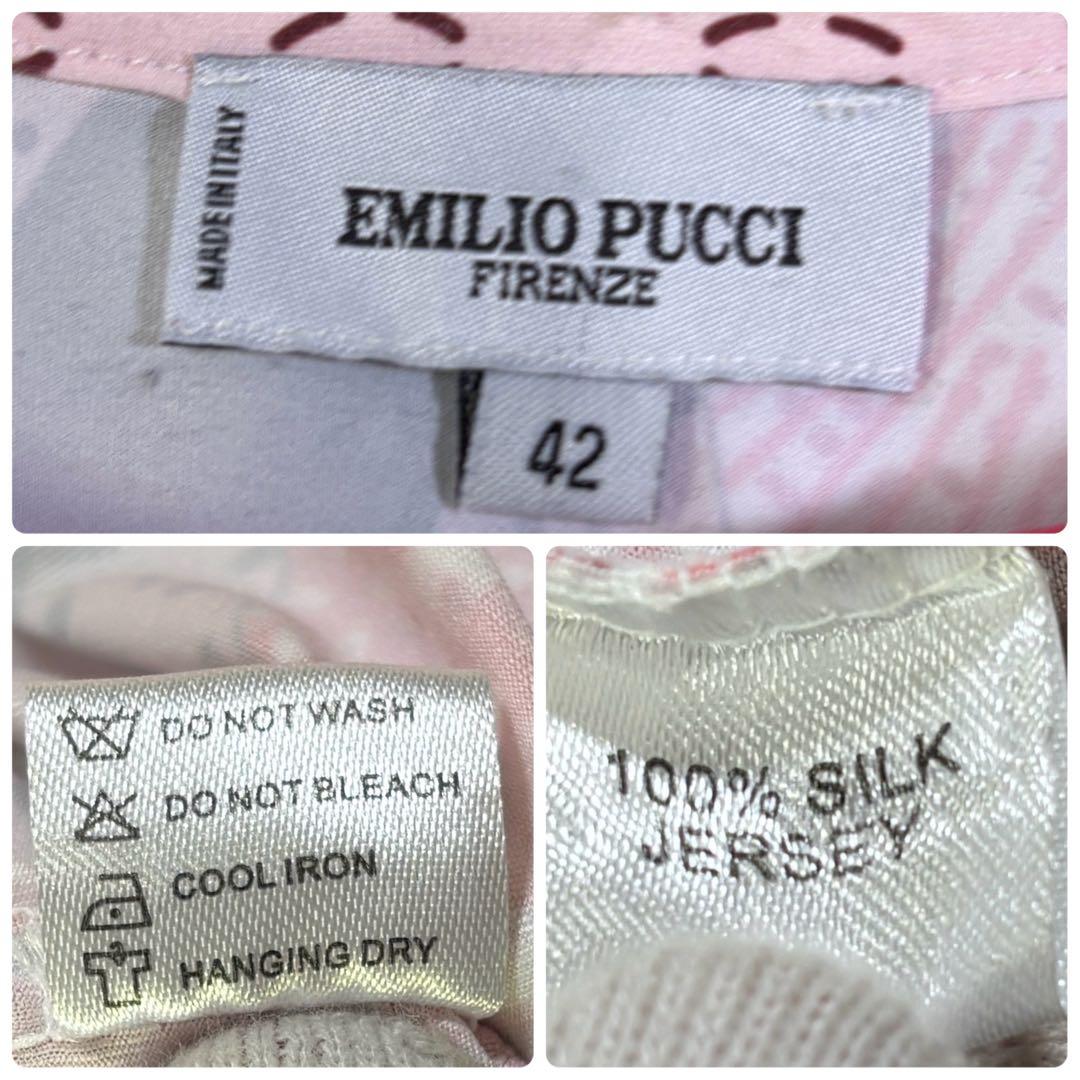 MADE IN ITALY
EMILIO PUCCI
FIRENZE
42
DO NOT WASH
DO NOT BLEACH
COOL IRON
HANGING DRY
100% SILK
JERSEY